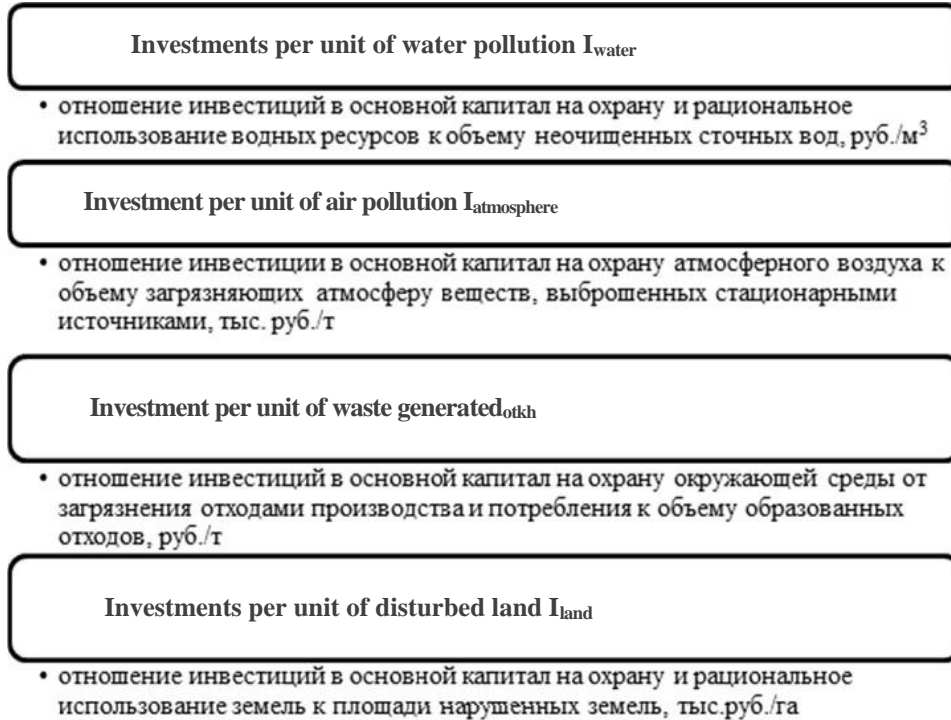 Investments per unit of water pollution I_water
• отношение инвестиций в основной капитал на охрану и рациональное
использование водных ресурсов к объему неочищенных сточных вод, руб./м³
Investment per unit of air pollution I_atmosphere
• отношение инвестиции в основной капитал на охрану атмосферного воздуха к
объему загрязняющих атмосферу веществ, выброшенных стационарными
источниками, тыс. руб./т
Investment per unit of waste generated_otkh
• отношение инвестиций в основной капитал на охрану окружающей среды от
загрязнения отходами производства и потребления к объему образованных
отходов, руб./т
Investments per unit of disturbed land I_land
• отношение инвестиций в основной капитал на охрану и рациональное
использование земель к площади нарушенных земель, тыс.руб./га